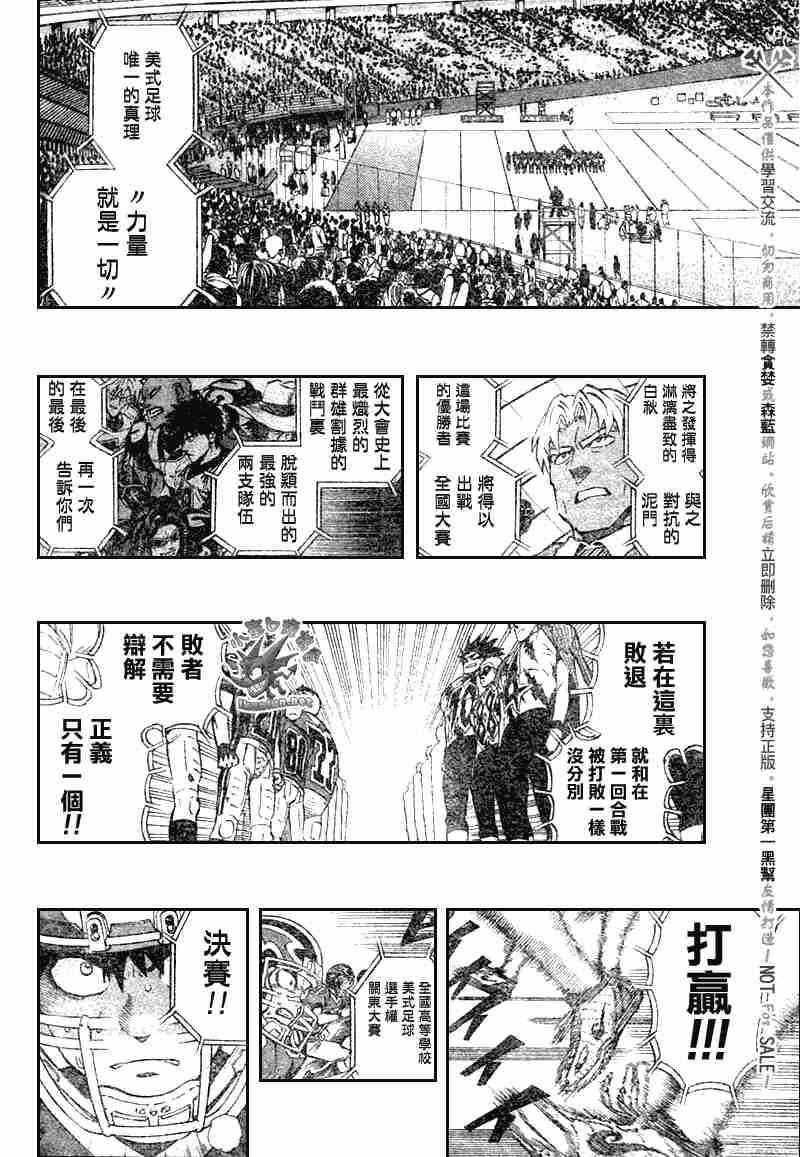 美式足球
唯一的真理
〃力量
就是一切〃
將之發揮得
淋漓盡致的
白秋
與之
對抗的
泥門
這場比賽
的優勝者
將得以
出戰
全國大賽
從大會史上
最熾烈的
群雄割據的
戰鬥裏
脫穎而出的
最強的
兩支隊伍
在最後
的最後
再一次
告訴你們
若在這裏
敗退
就和在
第一回合戰
被打敗一樣
沒分別
敗者
不需要
辯解
正義
只有一個!!
打贏!!!
全國高等學校
美式足球
選手權
關東大賽
決賽!!
本作品僅供學習交流，切勿商用，禁轉貪婪或森藍網站。欣賞后請立即刪除，如您喜歡，支持正版。星團第一黑幫友情打造—NOT For SALE—
80